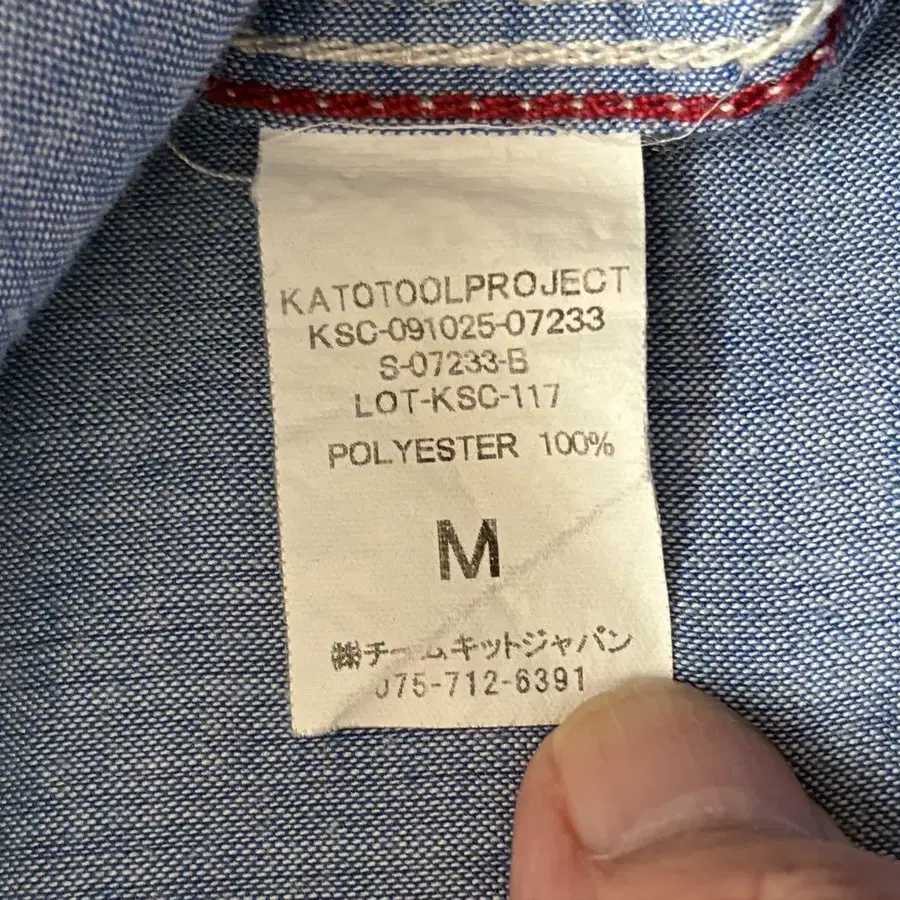 KATOTOOLPROJECT
KSC-091025-07233
S-07233-B
LOT-KSC-117
POLYESTER 100%
M
㈱チームキットジャパン
075-712-6391